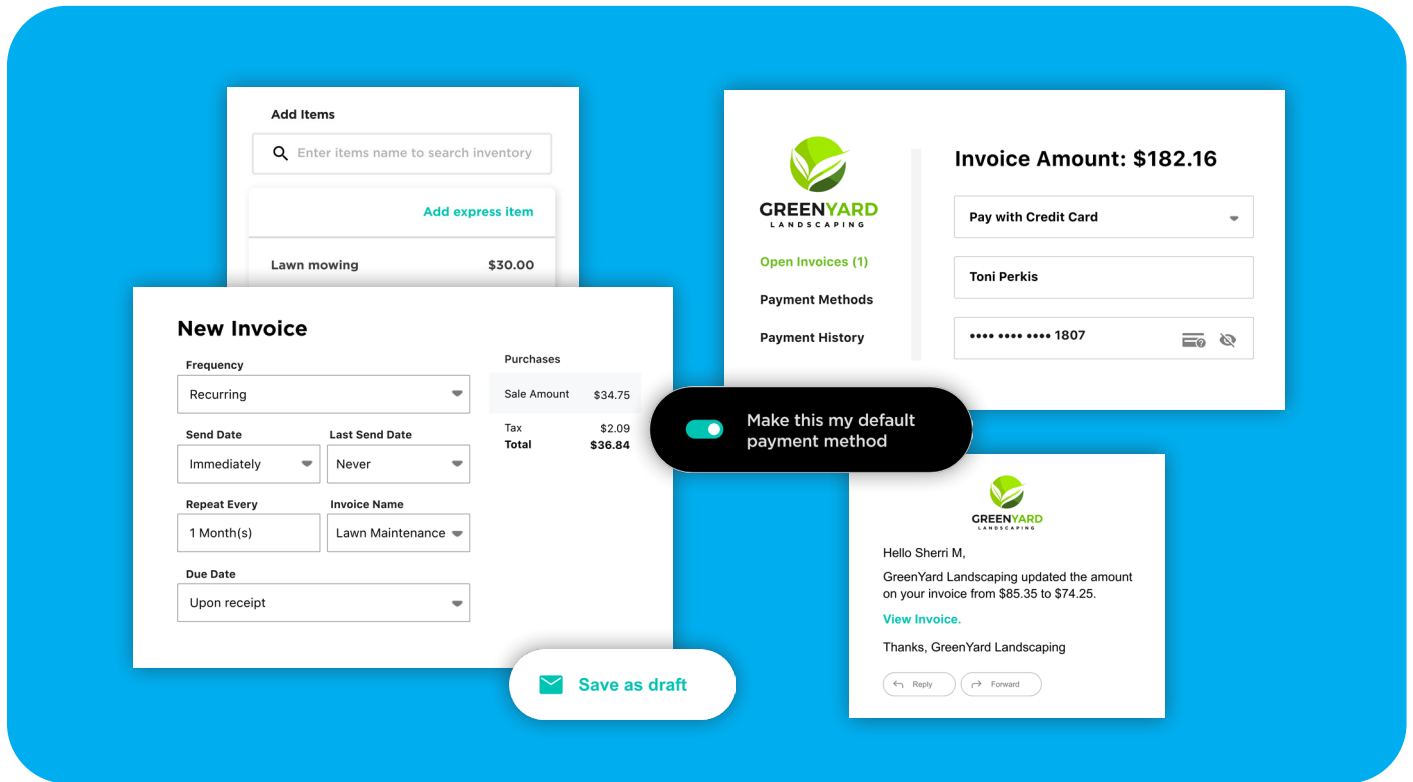 Add Items
Enter items name to search inventory
Add express item
Lawn mowing $30.00
New Invoice
Frequency
Recurring
Send Date Last Send Date
Immediately Never
Repeat Every Invoice Name
1 Month(s) Lawn Maintenance
Due Date
Upon receipt
Purchases
Sale Amount $34.75
Tax $2.09
Total $36.84
Save as draft
GREENYARD
LANDSCAPING
Open Invoices (1)
Payment Methods
Payment History
Invoice Amount: $182.16
Pay with Credit Card
Toni Perkis
•••• •••• •••• 1807
Make this my default
payment method
GREENYARD
LANDSCAPING
Hello Sherri M,
GreenYard Landscaping updated the amount
on your invoice from $85.35 to $74.25.
View Invoice.
Thanks, GreenYard Landscaping
Reply Forward